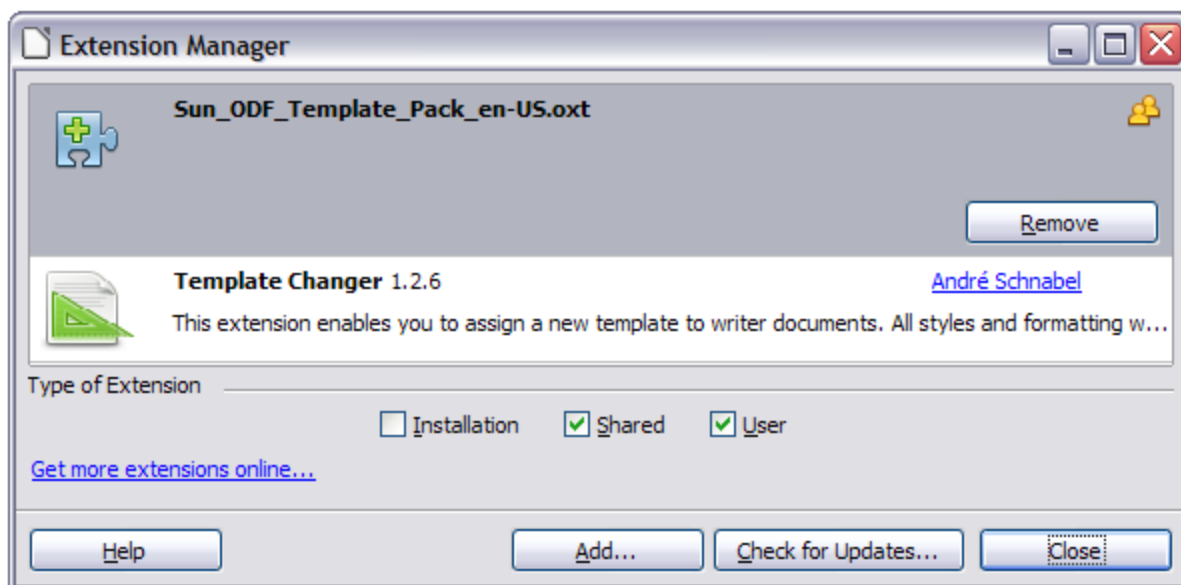 Extension Manager
Sun_ODF_Template_Pack_en-US.oxt
Remove
Template Changer 1.2.6 André Schnabel
This extension enables you to assign a new template to writer documents. All styles and formatting w...
Type of Extension
Installation Shared User
Get more extensions online...
Help Add... Check for Updates... Close